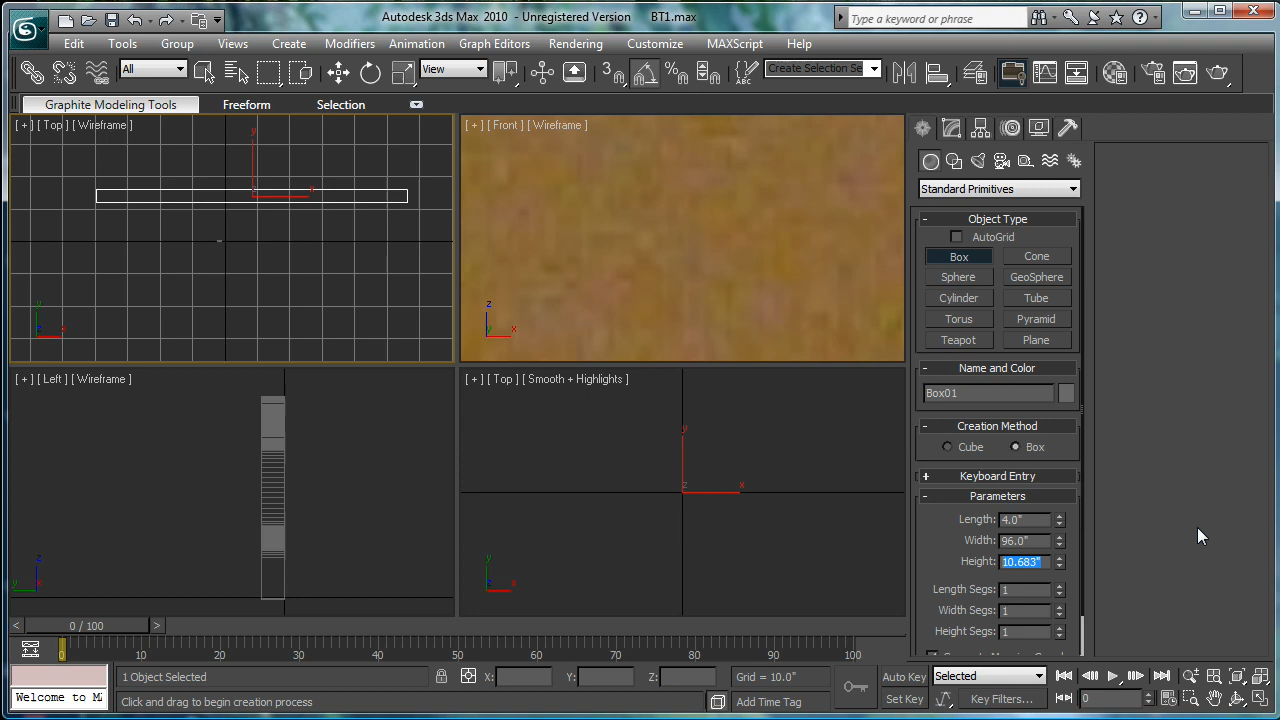 Autodesk 3ds Max 2010 - Unregistered Version BT1.max
Type a keyword or phrase
Edit Tools Group Views Create Modifiers Animation Graph Editors Rendering Customize MAXScript Help
All View Create Selection Se
Graphite Modeling Tools Freeform Selection
[ + ] [ Top ] [ Wireframe ]
y
x
y
z x
[ + ] [ Front ] [ Wireframe ]
z
y x
[ + ] [ Left ] [ Wireframe ]
z
y x
[ + ] [ Top ] [ Smooth + Highlights ]
y
z x
y
z x
Standard Primitives
- Object Type
AutoGrid
Box Cone
Sphere GeoSphere
Cylinder Tube
Torus Pyramid
Teapot Plane
- Name and Color
Box01
- Creation Method
Cube Box
+ Keyboard Entry
- Parameters
Length: 4.0"
Width: 96.0"
Height: 10.683"
Length Segs: 1
Width Segs: 1
Height Segs: 1
< 0 / 100 >
0 10 20 30 40 50 60 70 80 90 100
1 Object Selected X: Y: Z: Grid = 10.0" Auto Key Selected
Welcome to MA Click and drag to begin creation process Add Time Tag Set Key Key Filters... 0